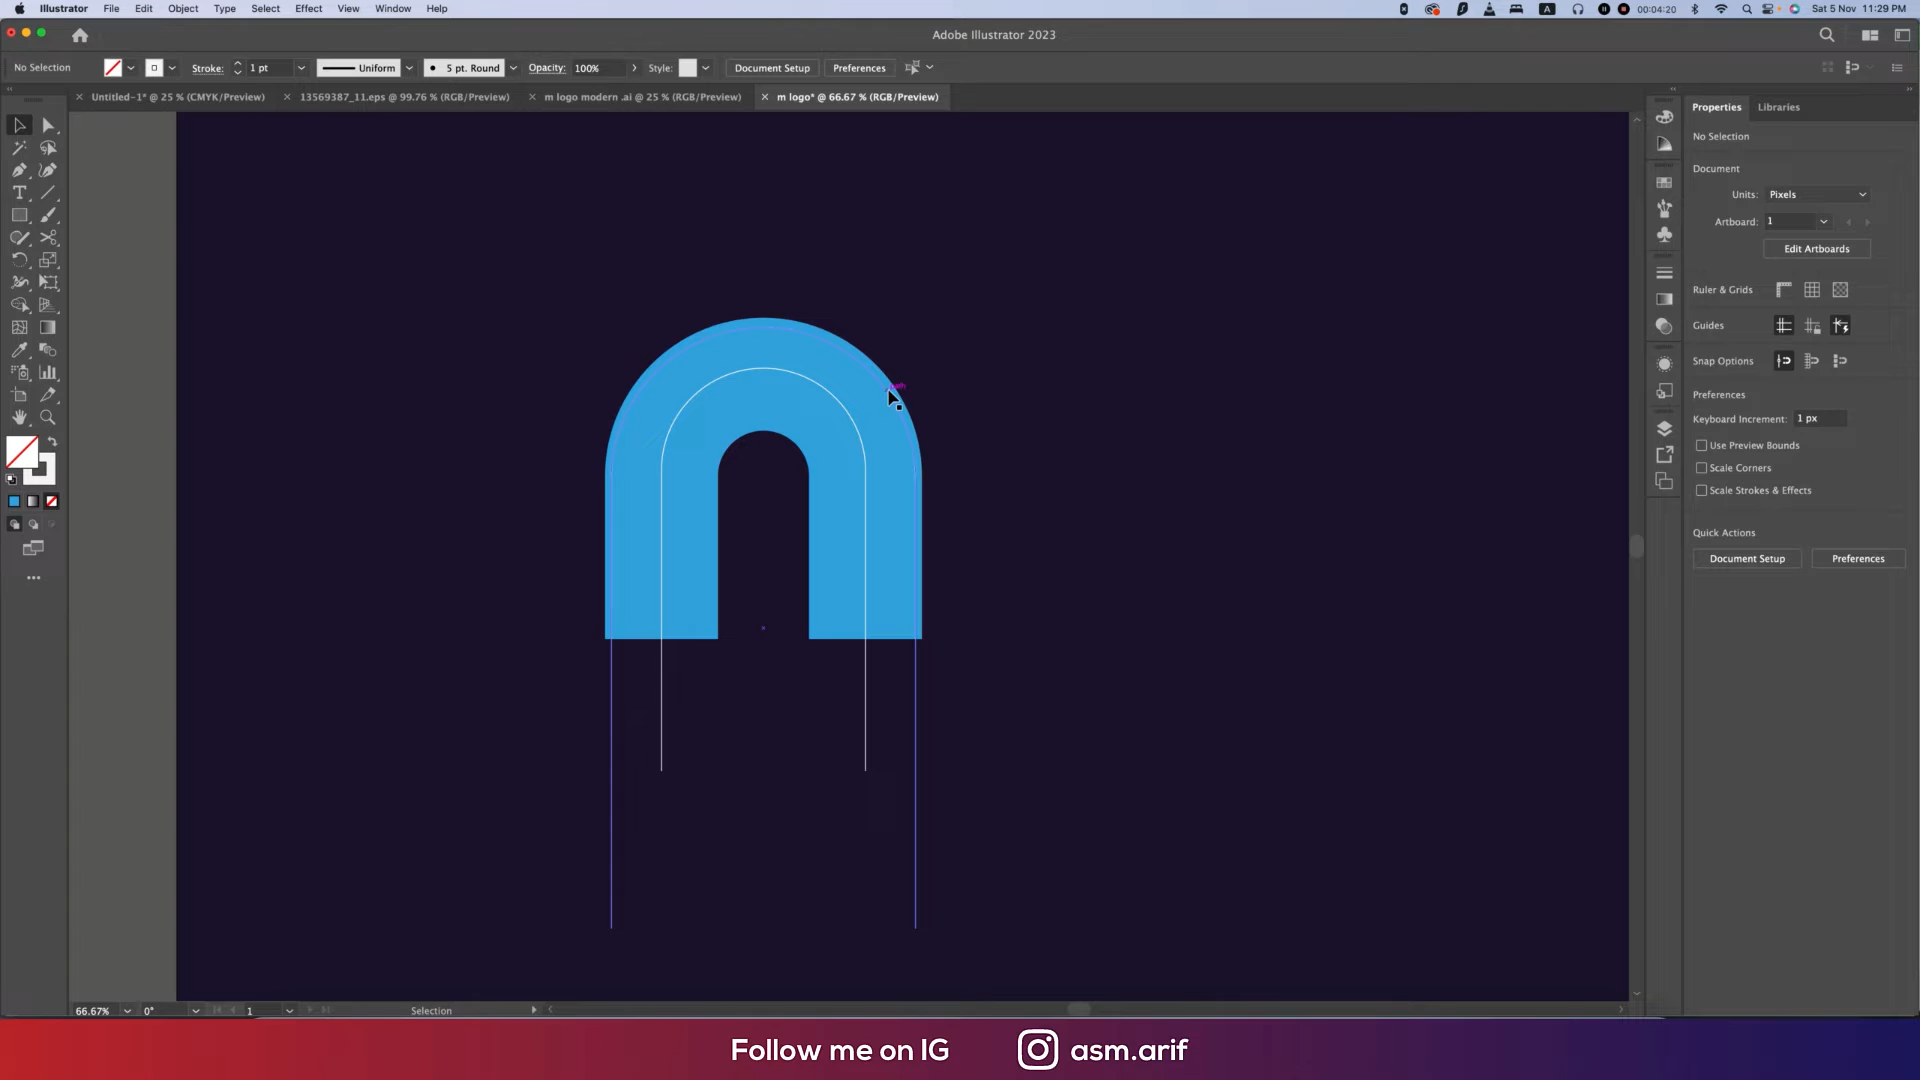 Illustrator File Edit Object Type Select Effect View Window Help
A 00:04:20 Sat 5 Nov 11:29 PM
Adobe Illustrator 2023
No Selection Stroke: 1 pt Uniform 5 pt. Round Opacity: 100% Style: Document Setup Preferences
Untitled-1* @ 25 % (CMYK/Preview) 13569387_11.eps @ 99.76 % (RGB/Preview) m logo modern .ai @ 25 % (RGB/Preview) m logo* @ 66.67 % (RGB/Preview)
Properties Libraries
No Selection
Document
Units: Pixels
Artboard: 1
Edit Artboards
Ruler & Grids
Guides
Snap Options
Preferences
Keyboard Increment: 1 px
Use Preview Bounds
Scale Corners
Scale Strokes & Effects
Quick Actions
Document Setup Preferences
path
66.67% 0° 1 Selection
Follow me on IG asm.arif